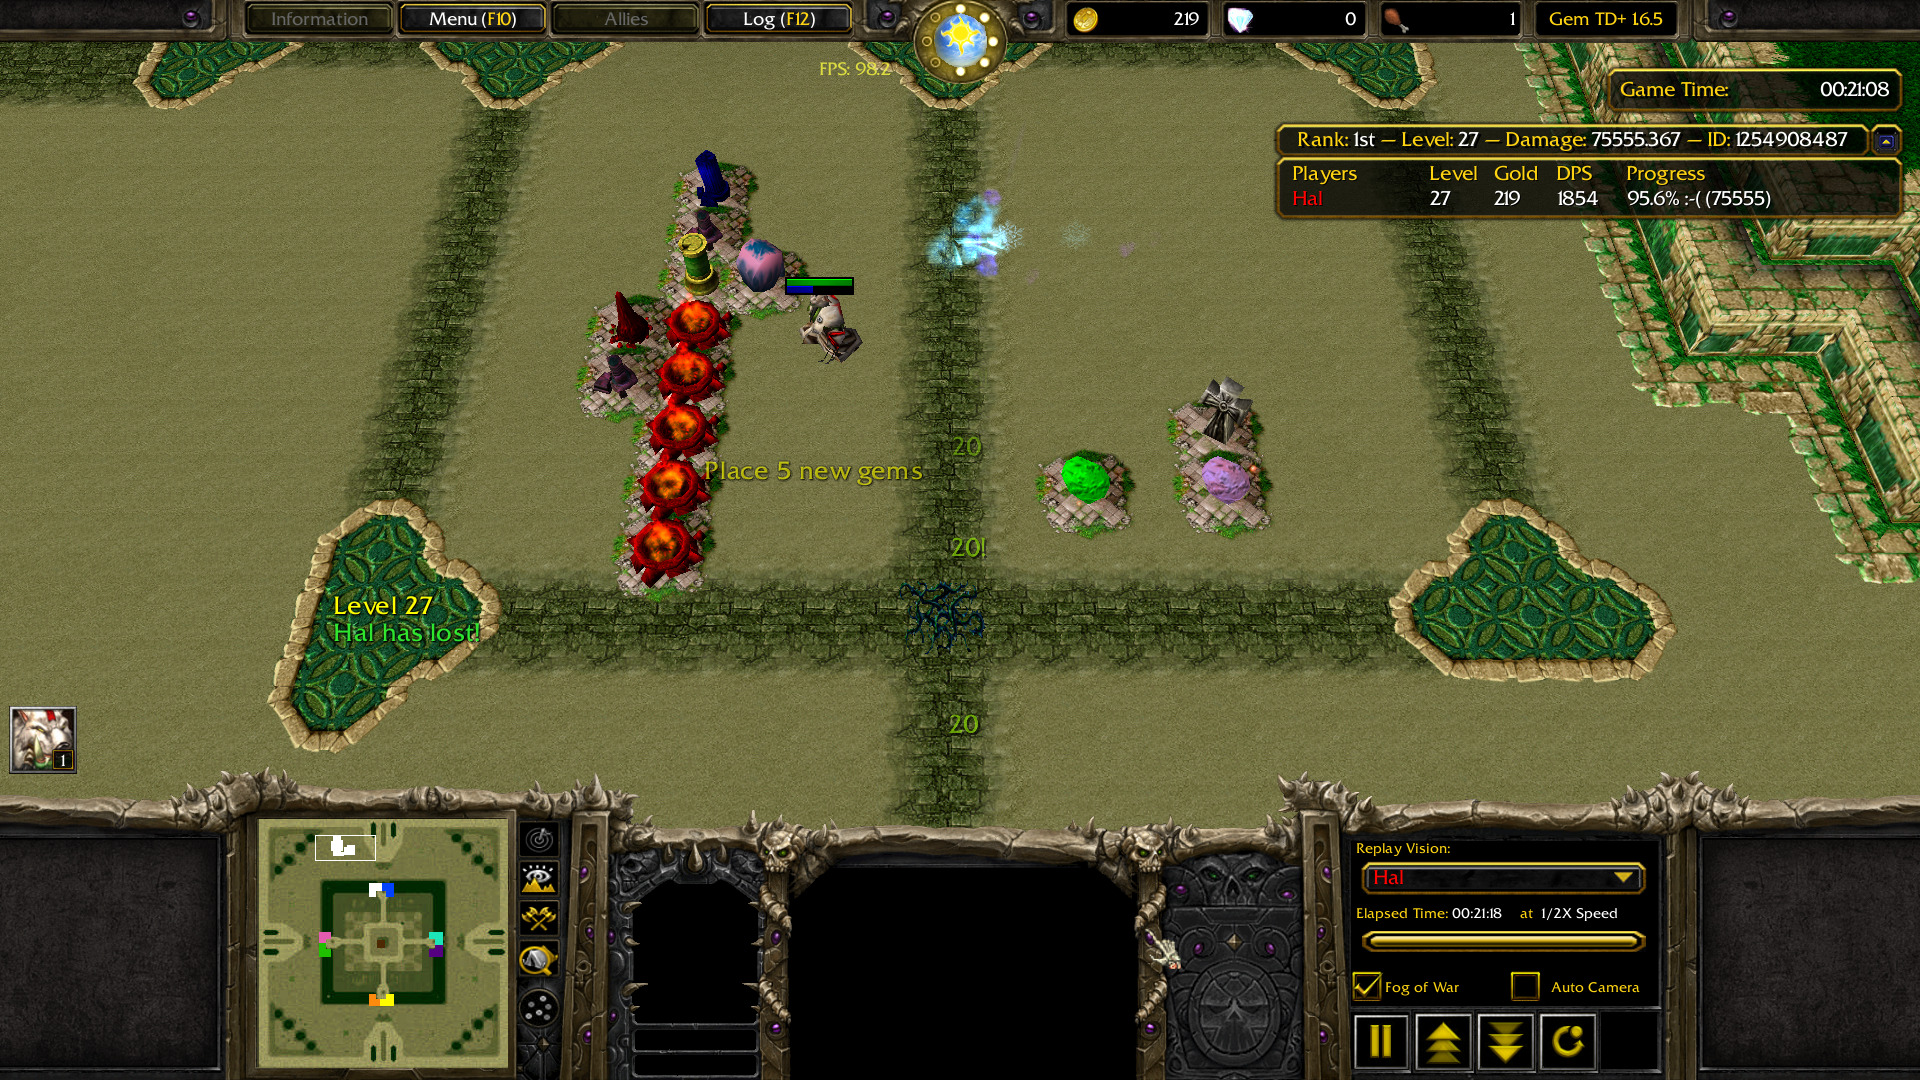 Information
Menu (F10)
Allies
Log (F12)
219
0
1
Gem TD+ 16.5
FPS: 98.2
Game Time: 00:21:08
Rank: 1st — Level: 27 — Damage: 75555.367 — ID: 1254908487
Players Level Gold DPS Progress
Hal 27 219 1854 95.6% :-( (75555)
20
Place 5 new gems
20!
Level 27
Hal has lost!
20
1
Replay Vision:
Hal
Elapsed Time: 00:21:18 at 1/2X Speed
Fog of War
Auto Camera